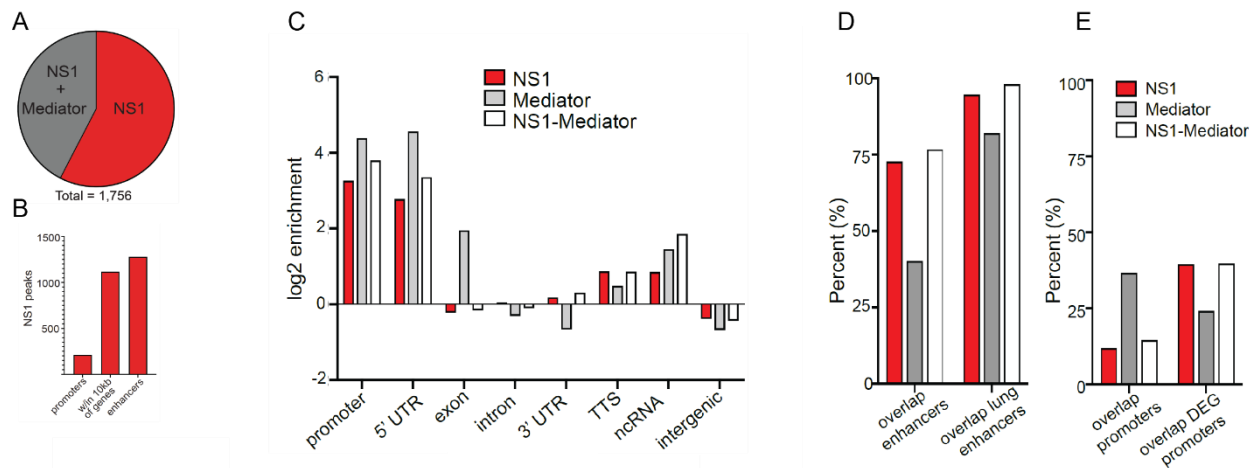 A
NS1
+
Mediator
NS1
Total = 1,756
B
1500
1000
500
NS1 peaks
promoters
w/in 10kb
of genes
enhancers
C
6
4
2
0
-2
log2 enrichment
NS1
Mediator
NS1-Mediator
promoter
5' UTR
exon
intron
3' UTR
TTS
ncRNA
intergenic
D
100
75
50
25
0
Percent (%)
overlap
enhancers
overlap lung
enhancers
E
100
75
50
25
0
Percent (%)
NS1
Mediator
NS1-Mediator
overlap
promoters
overlap DEG
promoters